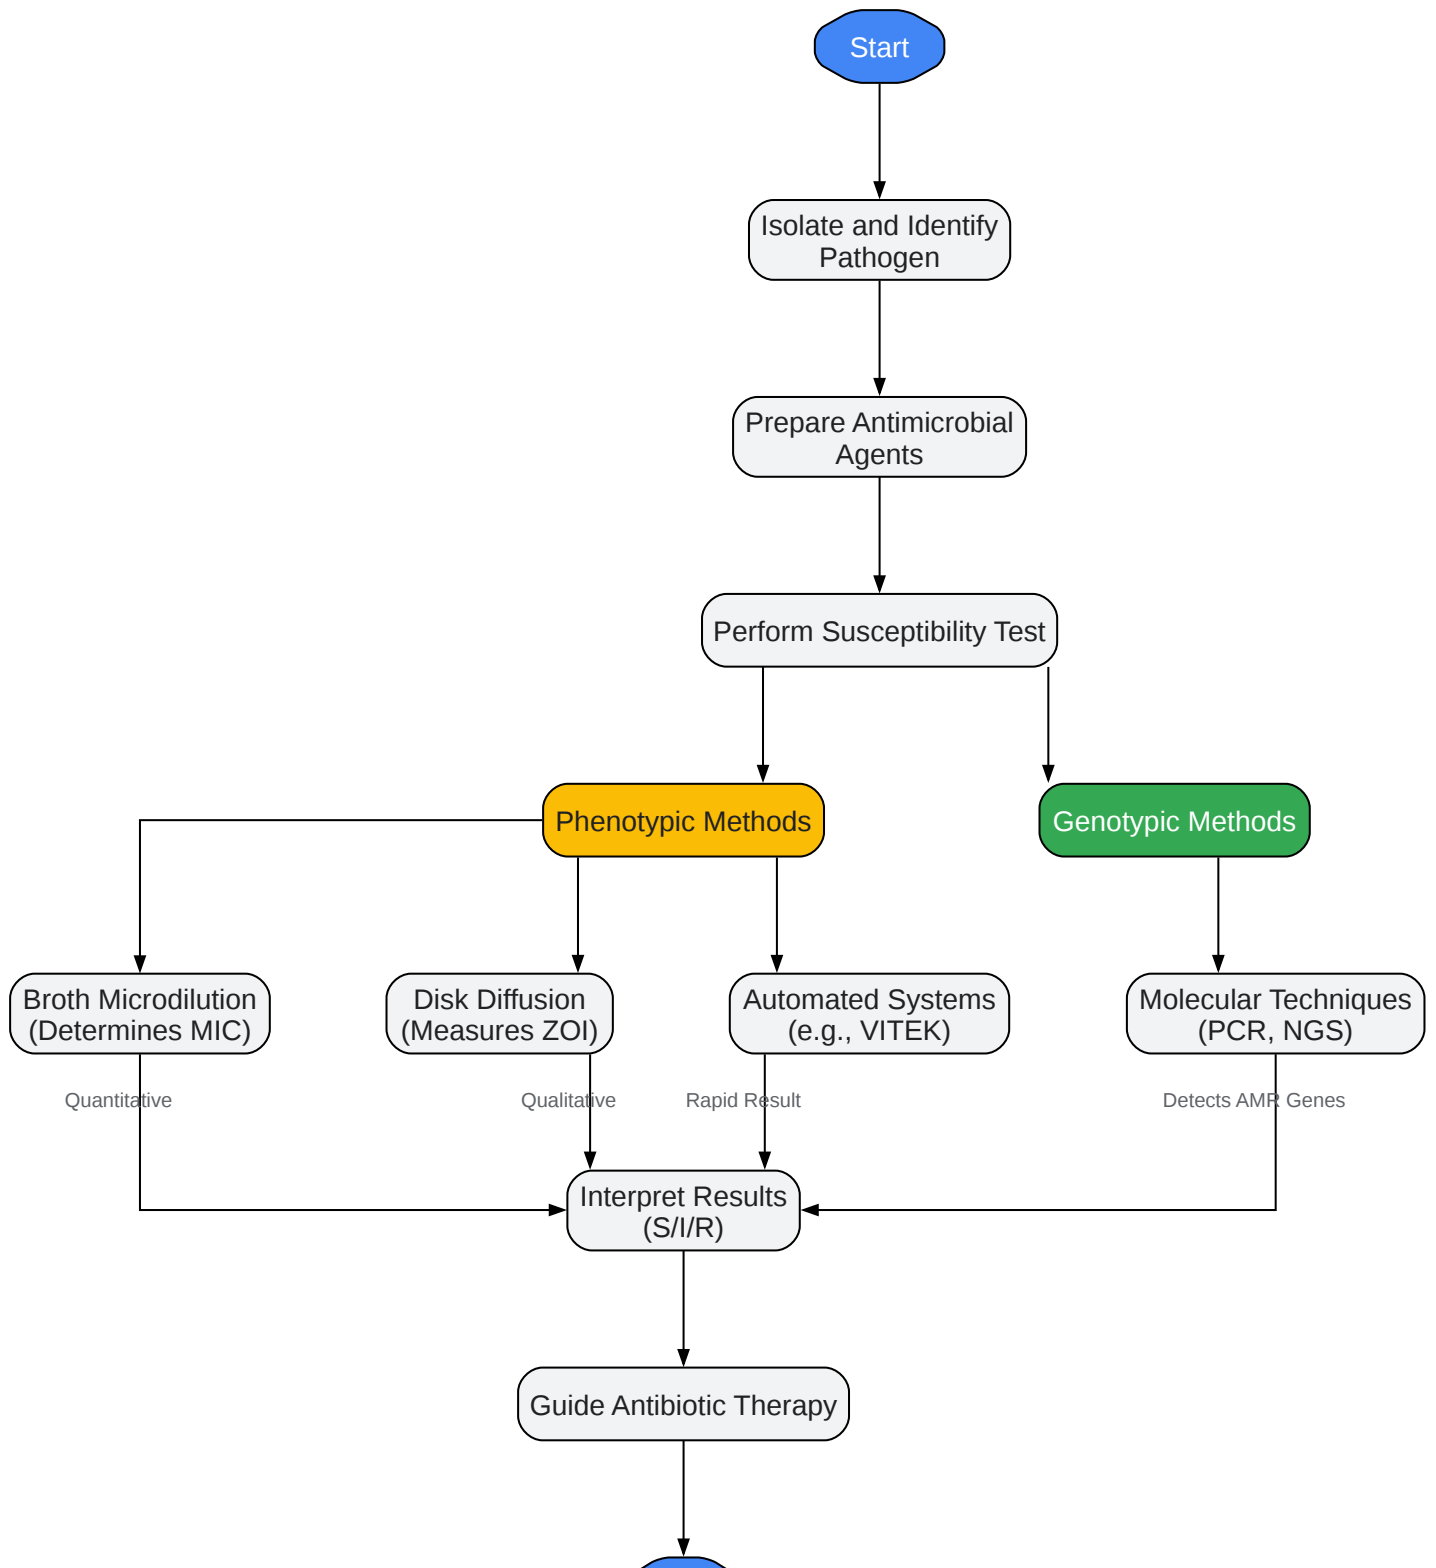 Start
Isolate and Identify
Pathogen
Prepare Antimicrobial
Agents
Perform Susceptibility Test
Phenotypic Methods
Genotypic Methods
Broth Microdilution
(Determines MIC)
Disk Diffusion
(Measures ZOI)
Automated Systems
(e.g., VITEK)
Molecular Techniques
(PCR, NGS)
Quantitative
Qualitative
Rapid Result
Detects AMR Genes
Interpret Results
(S/I/R)
Guide Antibiotic Therapy